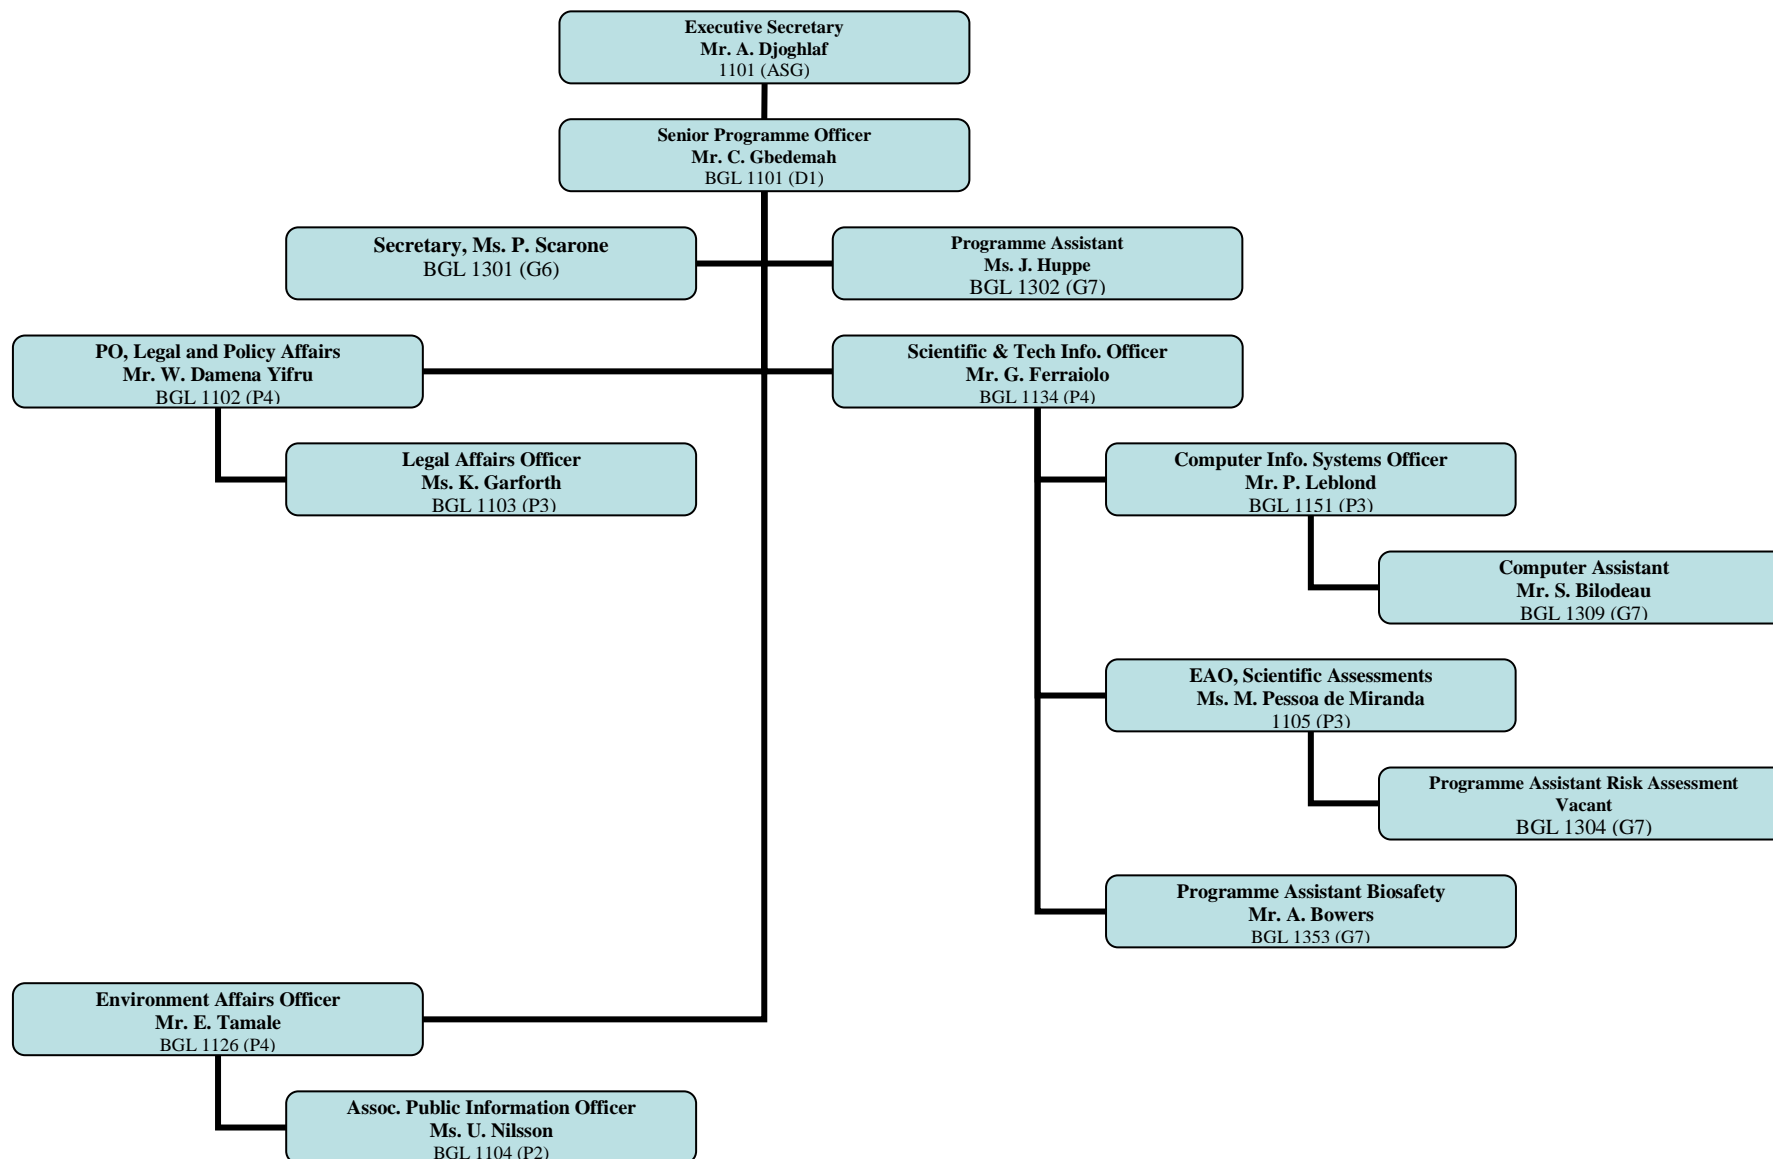 Executive Secretary
Mr. A. Djoghlaf
1101 (ASG)
Senior Programme Officer
Mr. C. Gbedemah
BGL 1101 (D1)
Secretary, Ms. P. Scarone
BGL 1301 (G6)
Programme Assistant
Ms. J. Huppe
BGL 1302 (G7)
PO, Legal and Policy Affairs
Mr. W. Damena Yifru
BGL 1102 (P4)
Scientific & Tech Info. Officer
Mr. G. Ferraiolo
BGL 1134 (P4)
Legal Affairs Officer
Ms. K. Garforth
BGL 1103 (P3)
Computer Info. Systems Officer
Mr. P. Leblond
BGL 1151 (P3)
Computer Assistant
Mr. S. Bilodeau
BGL 1309 (G7)
EAO, Scientific Assessments
Ms. M. Pessoa de Miranda
1105 (P3)
Programme Assistant Risk Assessment
Vacant
BGL 1304 (G7)
Programme Assistant Biosafety
Mr. A. Bowers
BGL 1353 (G7)
Environment Affairs Officer
Mr. E. Tamale
BGL 1126 (P4)
Assoc. Public Information Officer
Ms. U. Nilsson
BGL 1104 (P2)